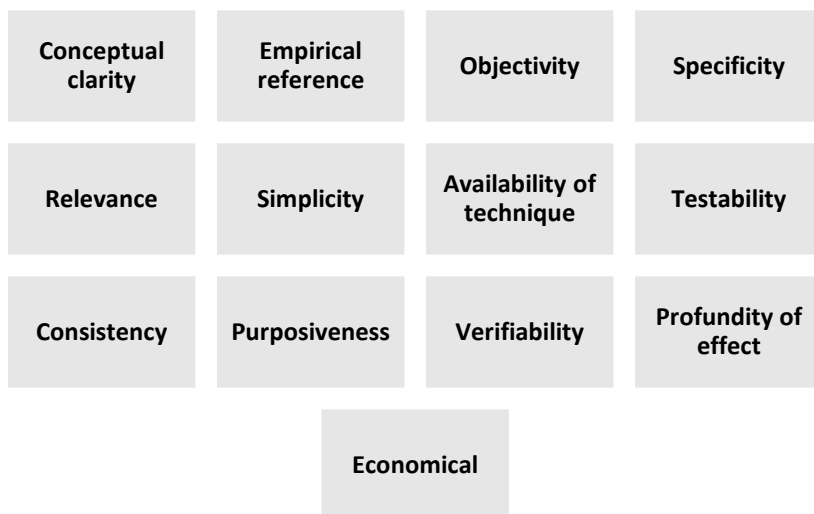 Conceptual
clarity
Empirical
reference
Objectivity
Specificity
Relevance
Simplicity
Availability of
technique
Testability
Consistency
Purposiveness
Verifiability
Profundity of
effect
Economical